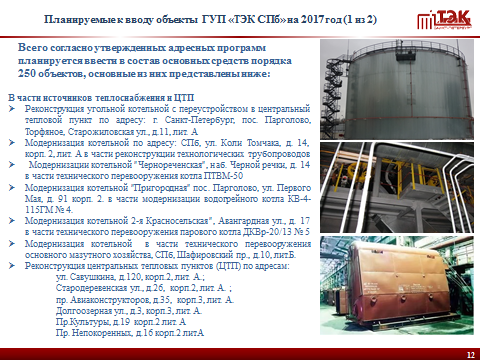 Планируемые к вводу объекты ГУП «ТЭК СПб» на 2017 год (1 из 2)
ТЭК
Всего согласно утвержденных адресных программ
планируется ввести в состав основных средств порядка
250 объектов, основные из них представлены ниже:
В части источников теплоснабжения и ЦТП
Реконструкция угольной котельной с переустройством в центральный
тепловой пункт по адресу: г. Санкт-Петербург, пос. Парголово,
Торфяное, Старожиловская ул., д.11, лит. А
Модернизация котельной по адресу: СПб, ул. Коли Томчака, д. 14,
корп. 2, лит. А в части реконструкции технологических трубопроводов
Модернизации котельной "Чернореченская", наб. Черной речки, д. 14
в части технического перевооружения котла ПТВМ-50
Модернизация котельной "Пригородная" пос. Парголово, ул. Первого
Мая, д. 91 корп. 2. в части модернизации водогрейного котла КВ-4-
115ГМ № 4.
Модернизация котельной 2-я Красносельская", Авангардная ул., д. 17
в части технического перевооружения парового котла ДКВр-20/13 № 5
Модернизация котельной в части технического перевооружения
основного мазутного хозяйства, СПб, Шафировский пр., д.10, лит.Б.
Реконструкция центральных тепловых пунктов (ЦТП) по адресам:
ул. Савушкина, д.120, корп.2, лит. А.;
Стародеревенская ул., д.26, корп.2, лит. А. ;
пр. Авиаконструкторов, д.35, корп.3, лит. А.
Долгоозерная ул., д.3, корп.3, лит. А.
Пр.Культуры, д.19 корп.2 лит. А
Пр. Непокоренных, д.16 корп.2 лит А
12